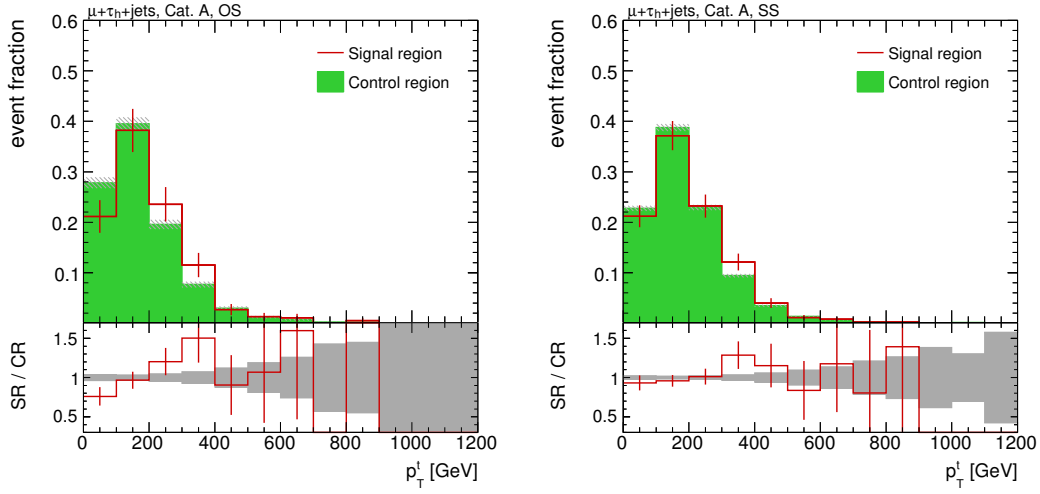 μ+τh+jets, Cat. A, OS
event fraction
0.6
0.5
0.4
0.3
0.2
0.1
Signal region
Control region
SR / CR
1.5
1
0.5
0 200 400 600 800 1000 1200
p_T^t [GeV]
μ+τh+jets, Cat. A, SS
event fraction
0.6
0.5
0.4
0.3
0.2
0.1
Signal region
Control region
SR / CR
1.5
1
0.5
0 200 400 600 800 1000 1200
p_T^t [GeV]